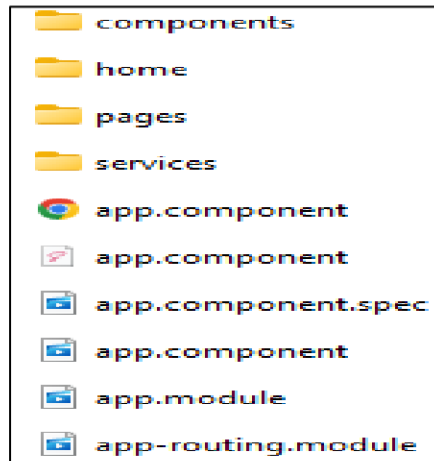 components
home
pages
services
app.component
app.component
app.component.spec
app.component
app.module
app-routing.module